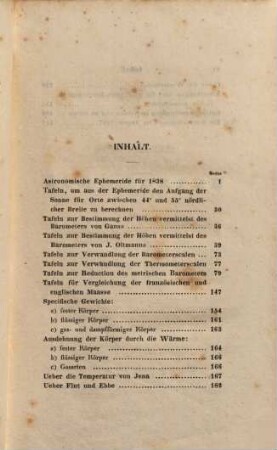 INHALT.
Seite
Astronomische Ephemeride für 1838 1
Tafeln, um aus der Ephemeride den Aufgang der
Sonne für Orte zwischen 44° und 55° nördli-
cher Breite zu berechnen 30
Tafeln zur Bestimmung der Höhen vermittelst des
Barometers von Gauss 36
Tafeln zur Bestimmung der Höhen vermittelst des
Barometers von J. Oltmanns 39
Tafeln zur Verwandlung der Barometerscalen 73
Tafeln zur Verwandlung der Thermometerscalen 77
Tafeln zur Reduction des metrischen Barometers 79
Tafeln für Vergleichung der französischen und
englischen Maasse 147
Specifische Gewichte:
a) fester Körper 154
b) flüssiger Körper 161
c) gas- und dampfförmiger Körper 163
Ausdehnung der Körper durch die Wärme:
a) fester Körper 164
b) flüssiger Körper 166
c) Gasarten 166
Ueber die Temperatur von Jena 167
Ueber Flut und Ebbe 169